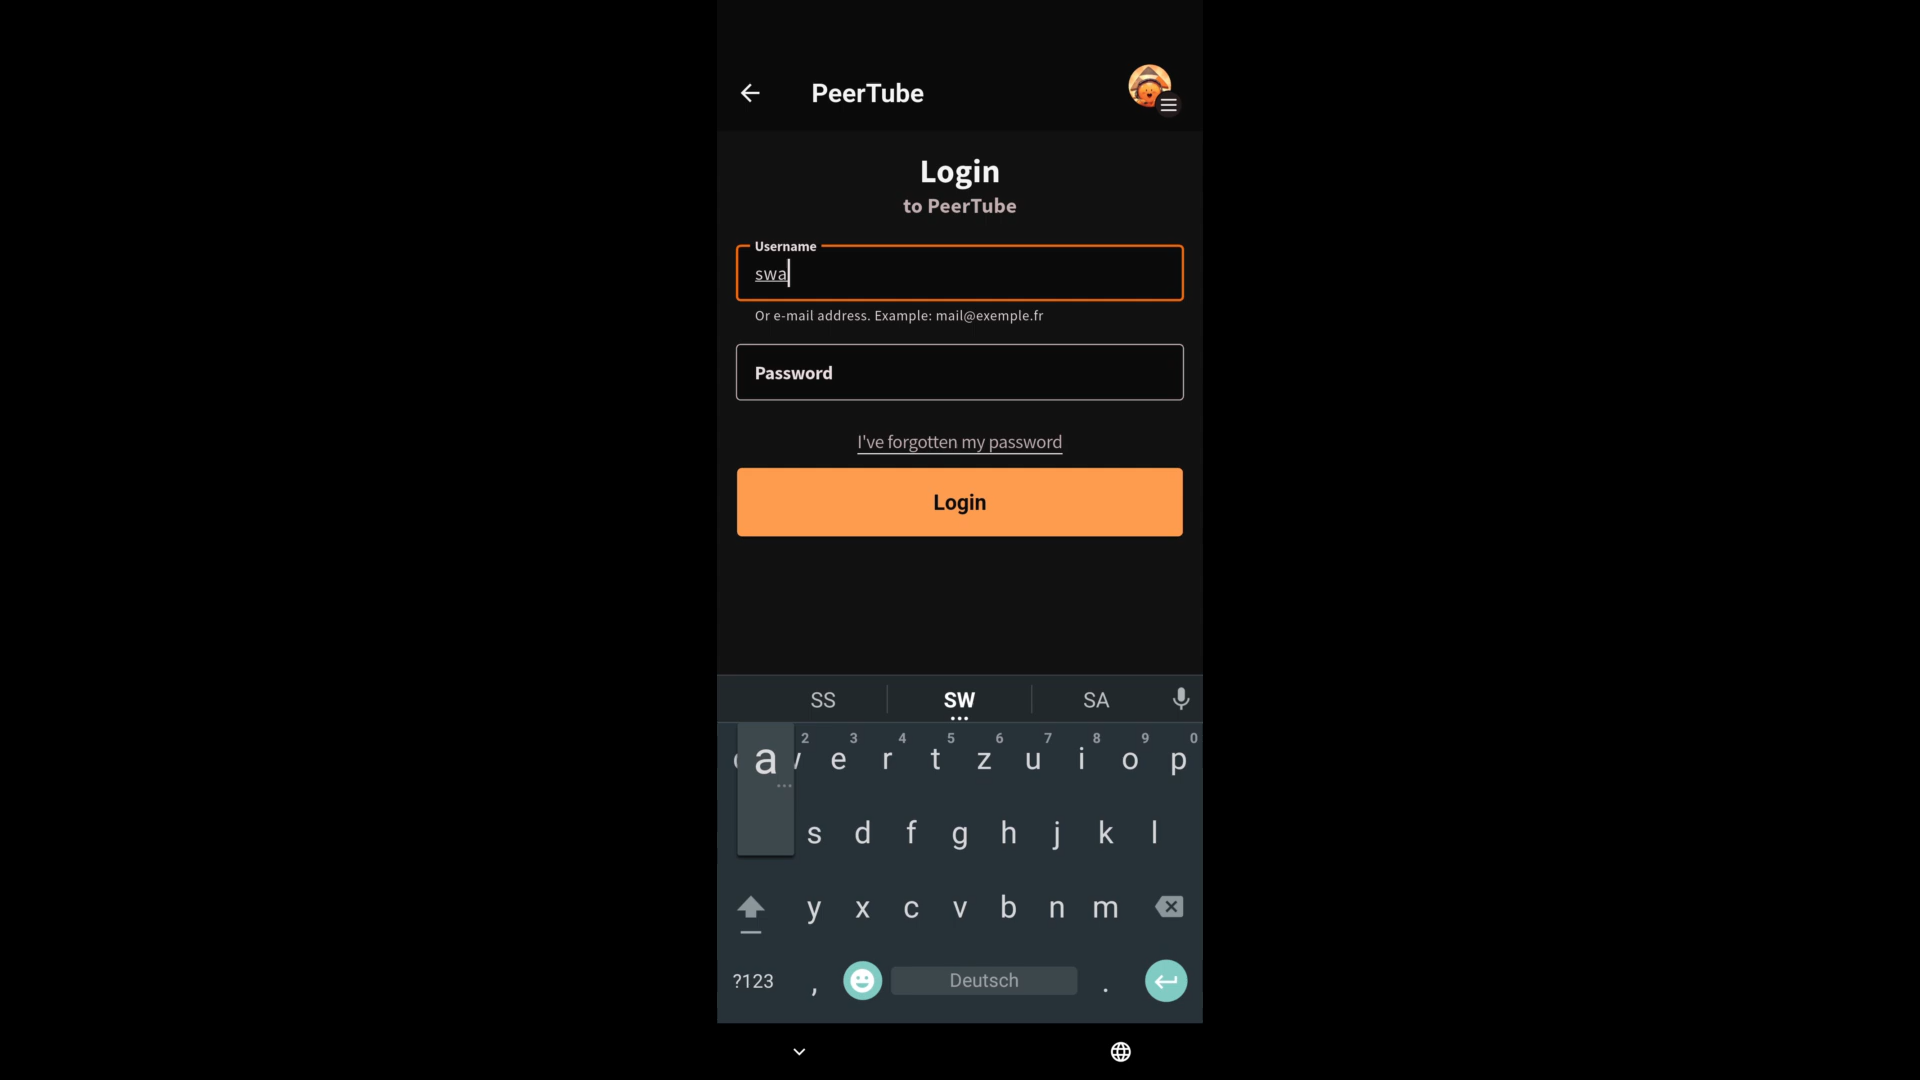 PeerTube
Login
to PeerTube
Username
swa
Or e-mail address. Example: mail@exemple.fr
Password
I've forgotten my password
Login
SS SW SA
2 3 4 5 6 7 8 9 0
a e r t z u i o p
s d f g h j k l
y x c v b n m
?123 , Deutsch .